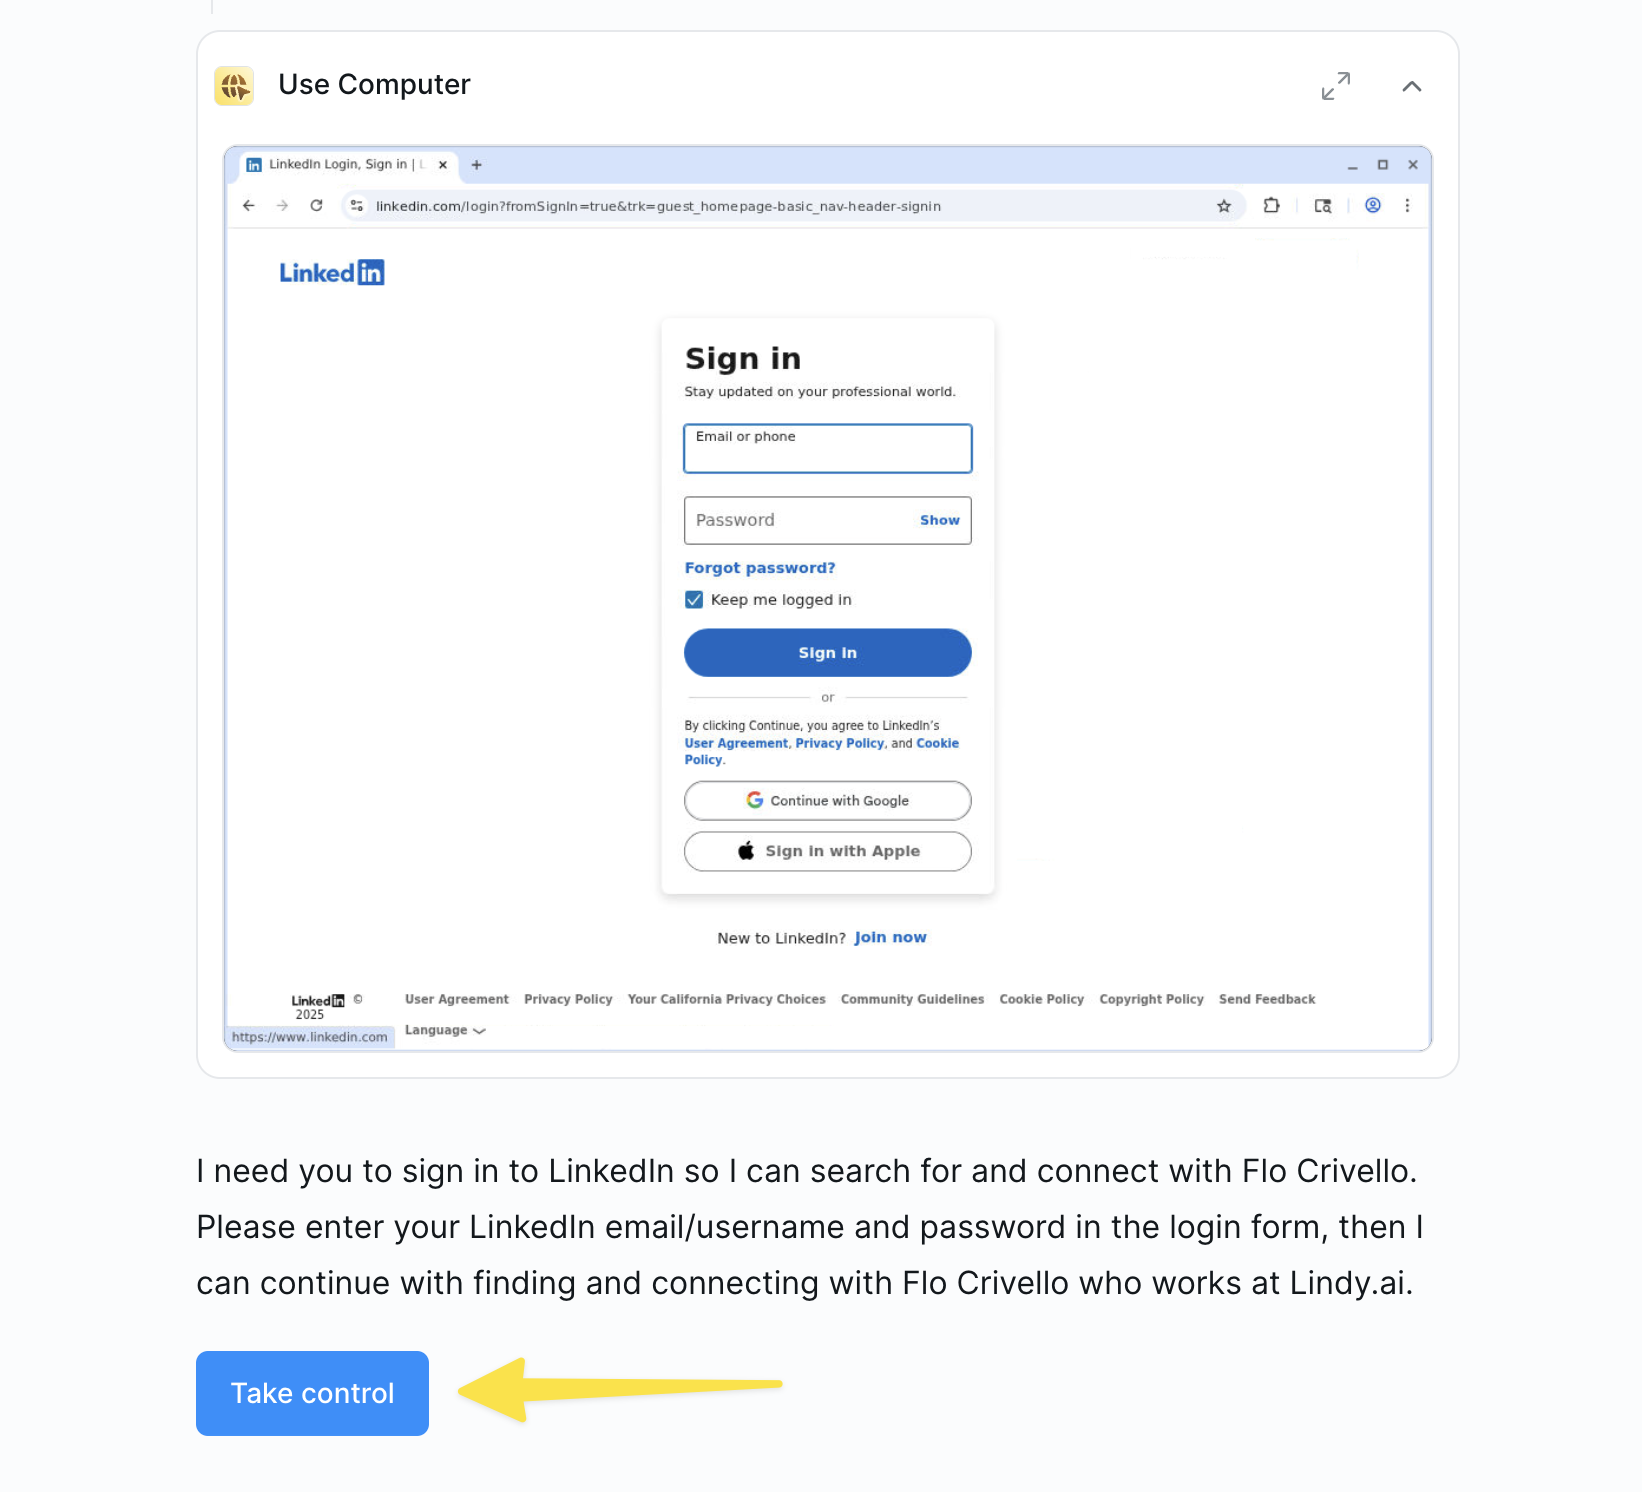 Use Computer
LinkedIn Login, Sign in | L
linkedin.com/login?fromSignIn=true&trk=guest_homepage-basic_nav-header-signin
Linkedin
Sign in
Stay updated on your professional world.
Email or phone
Password Show
Forgot password?
Keep me logged in
Sign in
or
By clicking Continue, you agree to LinkedIn's
User Agreement, Privacy Policy, and Cookie
Policy.
Continue with Google
Sign in with Apple
New to LinkedIn? Join now
Linkedin © User Agreement Privacy Policy Your California Privacy Choices Community Guidelines Cookie Policy Copyright Policy Send Feedback
2025
Language
https://www.linkedin.com
I need you to sign in to LinkedIn so I can search for and connect with Flo Crivello.
Please enter your LinkedIn email/username and password in the login form, then I
can continue with finding and connecting with Flo Crivello who works at Lindy.ai.
Take control